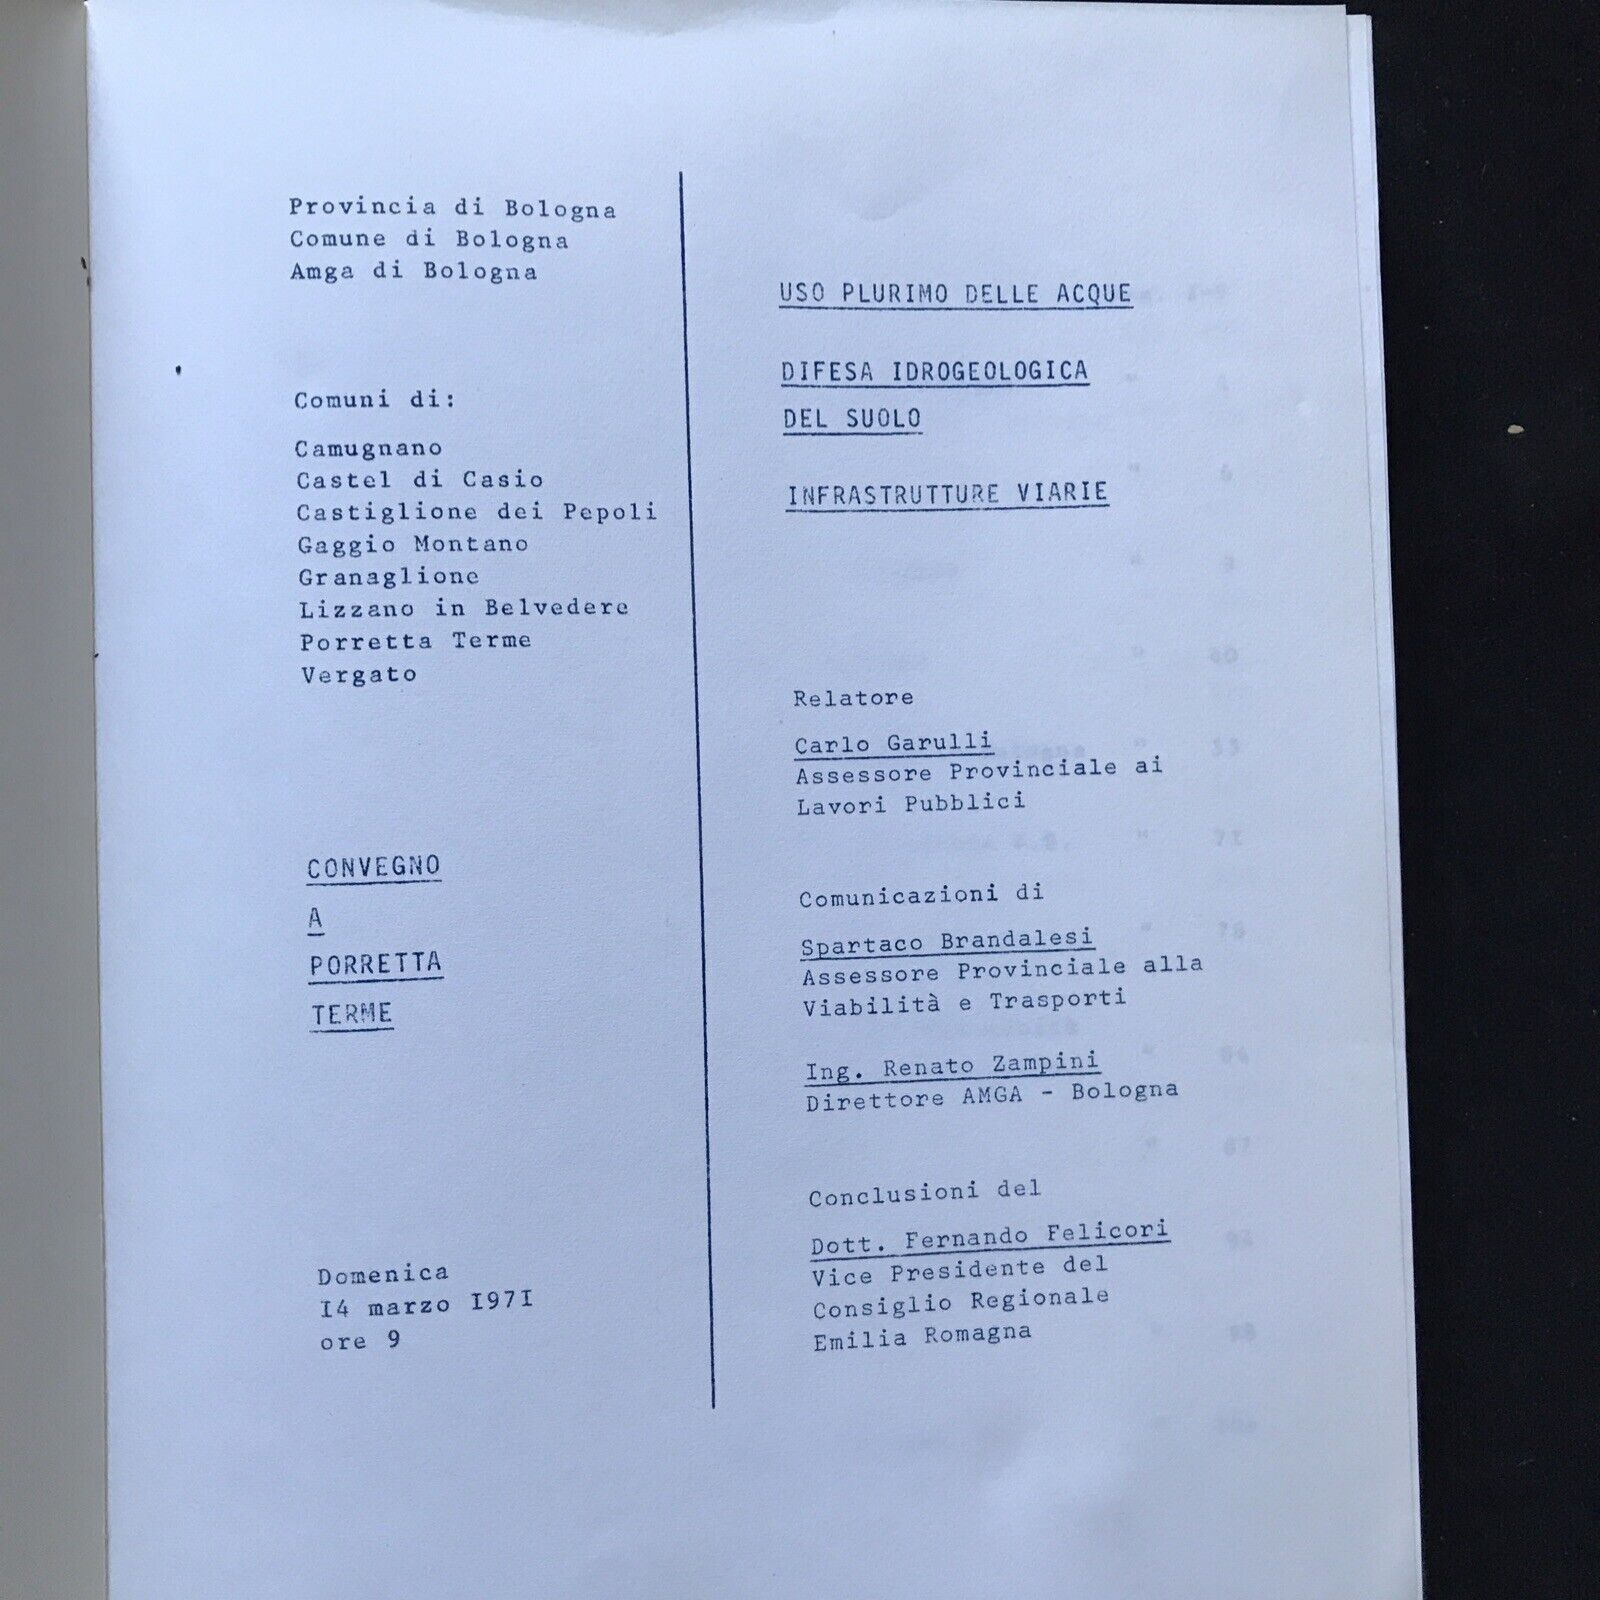 Provincia di Bologna
Comune di Bologna
Amga di Bologna
Comuni di:
Camugnano
Castel di Casio
Castiglione dei Pepoli
Gaggio Montano
Granaglione
Lizzano in Belvedere
Porretta Terme
Vergato
CONVEGNO
A
PORRETTA
TERME
Domenica
I4 marzo I97I
ore 9
USO PLURIMO DELLE ACQUE
DIFESA IDROGEOLOGICA
DEL SUOLO
INFRASTRUTTURE VIARIE
Relatore
Carlo Garulli
Assessore Provinciale ai
Lavori Pubblici
Comunicazioni di
Spartaco Brandalesi
Assessore Provinciale alla
Viabilità e Trasporti
Ing. Renato Zampini
Direttore AMGA - Bologna
Conclusioni del
Dott. Fernando Felicori
Vice Presidente del
Consiglio Regionale
Emilia Romagna